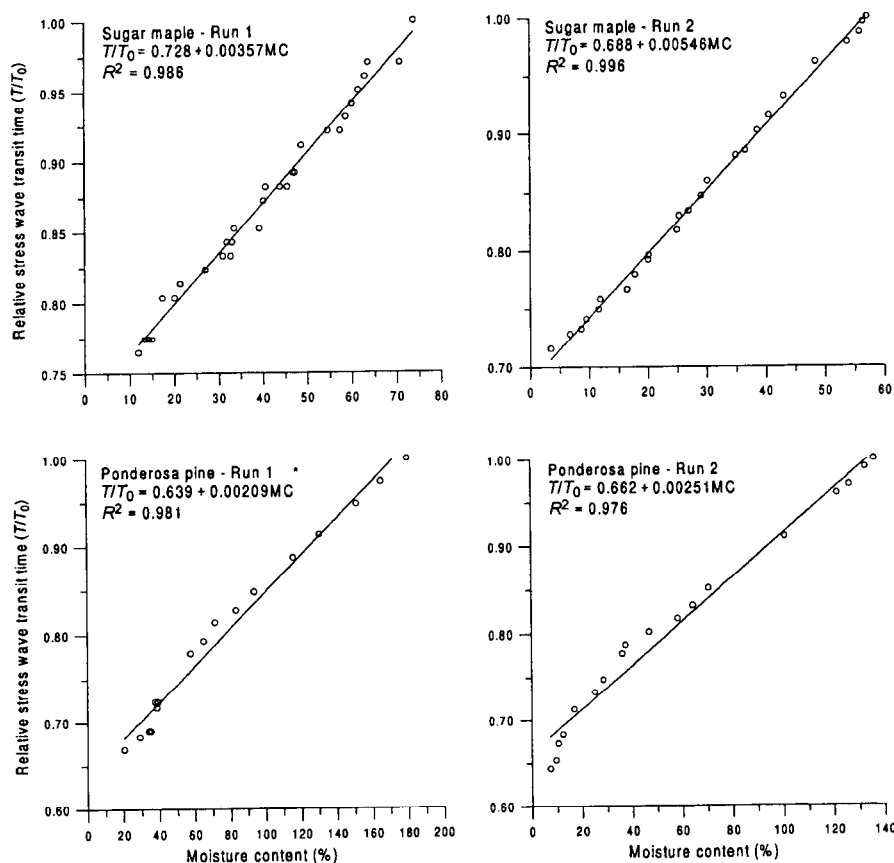 Sugar maple - Run 1
T/T0 = 0.728 + 0.00357MC
R2 = 0.986
Relative stress wave transit time (T/T0)
1.00
0.95
0.90
0.85
0.80
0.75
0 10 20 30 40 50 60 70 80
Sugar maple - Run 2
T/T0 = 0.688 + 0.00546MC
R2 = 0.996
1.00
0.90
0.80
0.70
0 10 20 30 40 50 60
Ponderosa pine - Run 1
T/T0 = 0.639 + 0.00209MC
R2 = 0.981
Relative stress wave transit time (T/T0)
1.00
0.90
0.80
0.70
0.60
0 20 40 60 80 100 120 140 160 180 200
Moisture content (%)
Ponderosa pine - Run 2
T/T0 = 0.662 + 0.00251MC
R2 = 0.976
1.00
0.90
0.80
0.70
0.60
0 20 40 60 80 100 120 140
Moisture content (%)